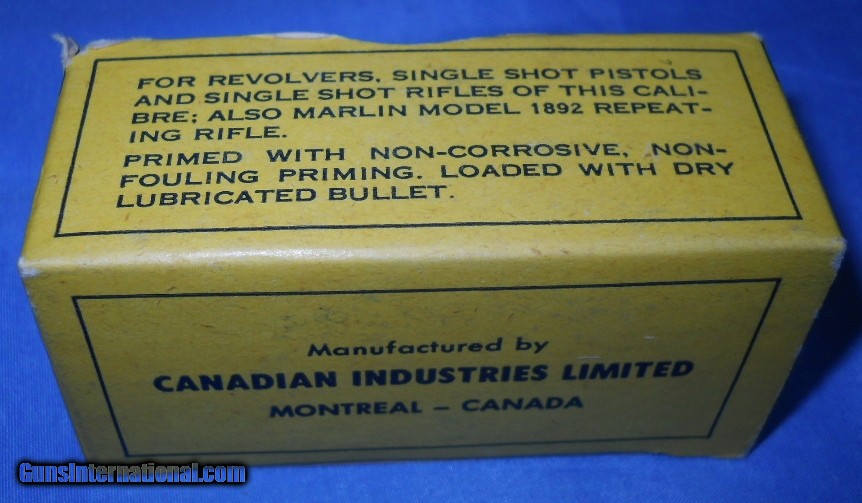 FOR REVOLVERS, SINGLE SHOT PISTOLS
AND SINGLE SHOT RIFLES OF THIS CALI-
BRE; ALSO MARLIN MODEL 1892 REPEAT-
ING RIFLE.
PRIMED WITH NON-CORROSIVE, NON-
FOULING PRIMING. LOADED WITH DRY
LUBRICATED BULLET.
Manufactured by
CANADIAN INDUSTRIES LIMITED
MONTREAL – CANADA
GunsInternational.com